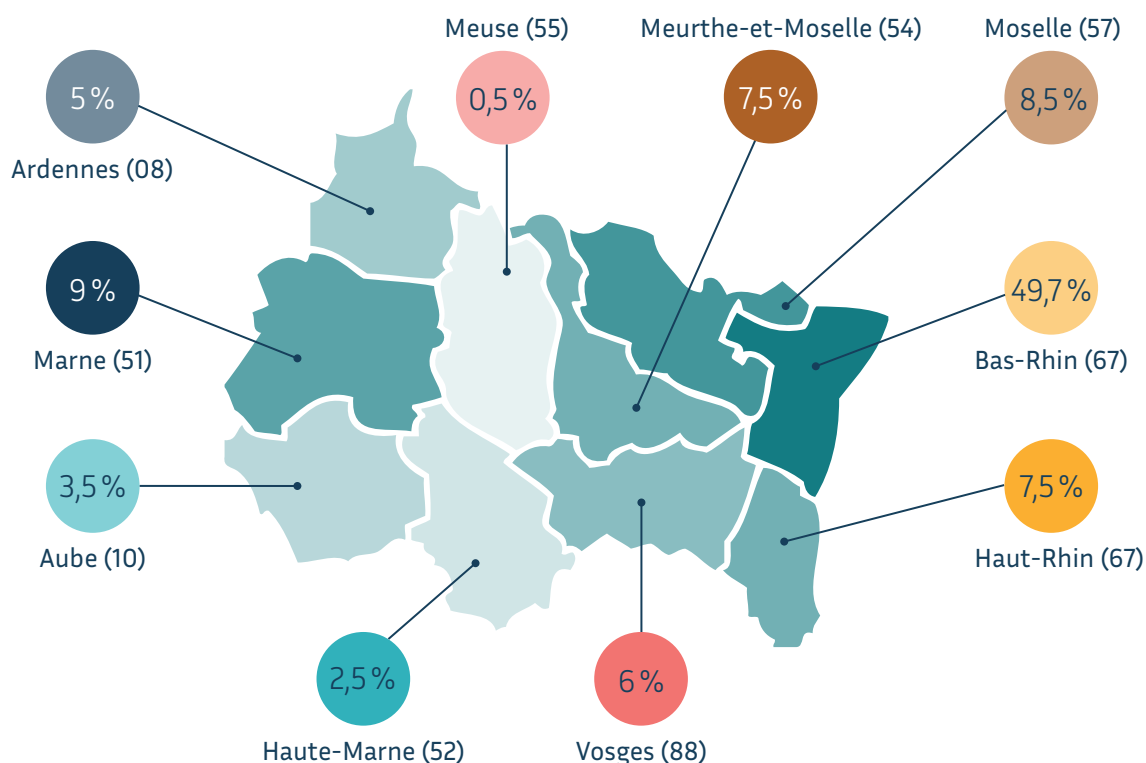 Meuse (55)
0,5 %
Meurthe-et-Moselle (54)
7,5 %
Moselle (57)
8,5 %
5 %
Ardennes (08)
9 %
Marne (51)
49,7 %
Bas-Rhin (67)
3,5 %
Aube (10)
7,5 %
Haut-Rhin (67)
2,5 %
Haute-Marne (52)
6 %
Vosges (88)